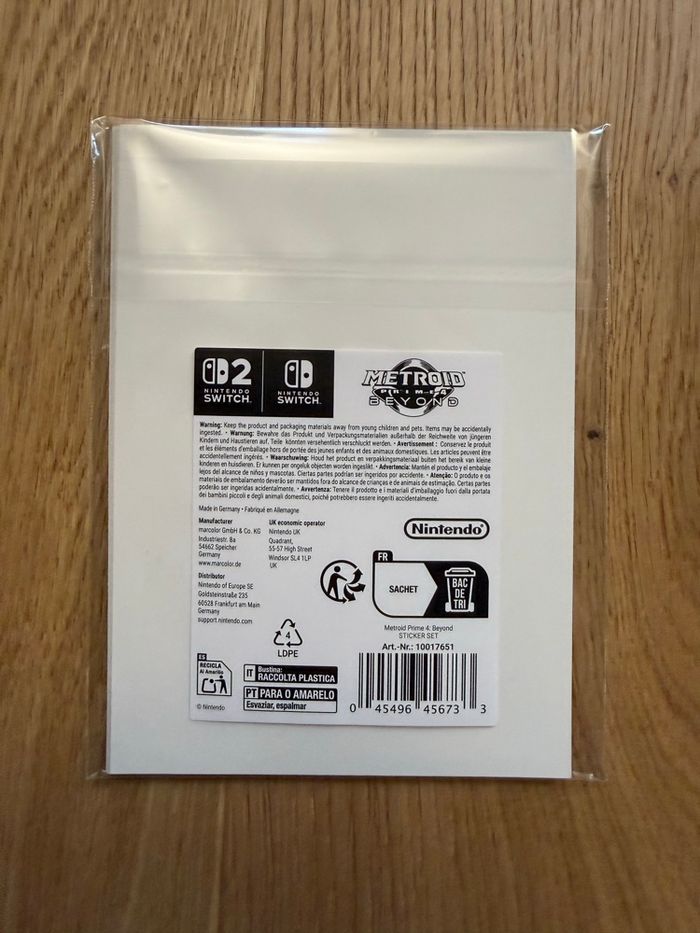 2
NINTENDO
SWITCH™
NINTENDO
SWITCH™
METROID
PRIME 4
BEYOND
Warning: Keep the product and packaging materials away from young children and pets. Items may be accidentally
ingested. • Warnung: Bewahre das Produkt und Verpackungsmaterialien außerhalb der Reichweite von jüngeren
Kindern und Haustieren auf. Teile könnten versehentlich verschluckt werden. • Avertissement : Conservez le produit
et les éléments d'emballage hors de portée des jeunes enfants et des animaux domestiques. Les articles peuvent être
accidentellement ingérés. • Waarschuwing: Houd het product en verpakkingsmateriaal buiten het bereik van kleine
kinderen en huisdieren. Er kunnen per ongeluk objecten worden ingeslikt. • Advertencia: Mantén el producto y el embalaje
lejos del alcance de niños y mascotas. Ciertas partes podrían ser ingeridas por accidente. • Atenção: O produto e os
materiais de embalamento deverão ser mantidos fora do alcance de crianças e de animais de estimação. Certas partes
poderão ser ingeridas acidentalmente. • Avvertenza: Tenere il prodotto e i materiali d'imballaggio fuori dalla portata
dei bambini piccoli e degli animali domestici, poiché potrebbero essere ingeriti accidentalmente.
Made in Germany • Fabriqué en Allemagne
Manufacturer
marcolor GmbH & Co. KG
Industriestr. 8a
54662 Speicher
Germany
www.marcolor.de
UK economic operator
Nintendo UK
Quadrant,
55-57 High Street
Windsor SL4 1LP
UK
Nintendo®
Distributor
Nintendo of Europe SE
Goldsteinstraße 235
60528 Frankfurt am Main
Germany
support.nintendo.com
FR
SACHET
BAC
DE
TRI
4
LDPE
Metroid Prime 4: Beyond
STICKER SET
Art.-Nr.: 10017651
ES
RECICLA
Al Amarillo
IT Bustina:
RACCOLTA PLASTICA
PT PARA O AMARELO
Esvaziar, espalmar
© Nintendo
0 45496 45673 3